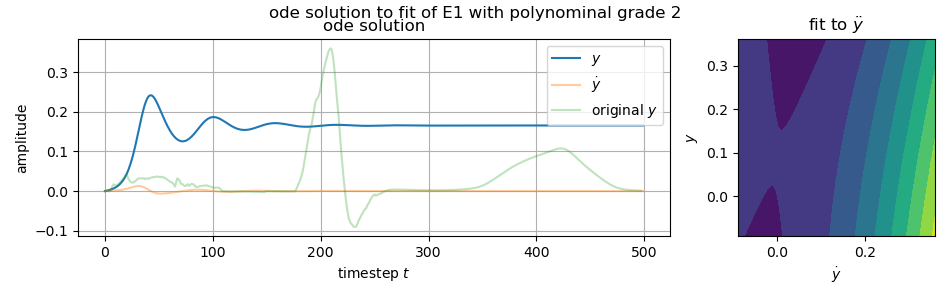 ode solution to fit of E1 with polynominal grade 2
ode solution
amplitude
0.3
0.2
0.1
0.0
−0.1
0
100
200
300
400
500
timestep t
y
ẏ
original y
fit to ÿ
y
0.3
0.2
0.1
0.0
0.0
0.2
ẏ